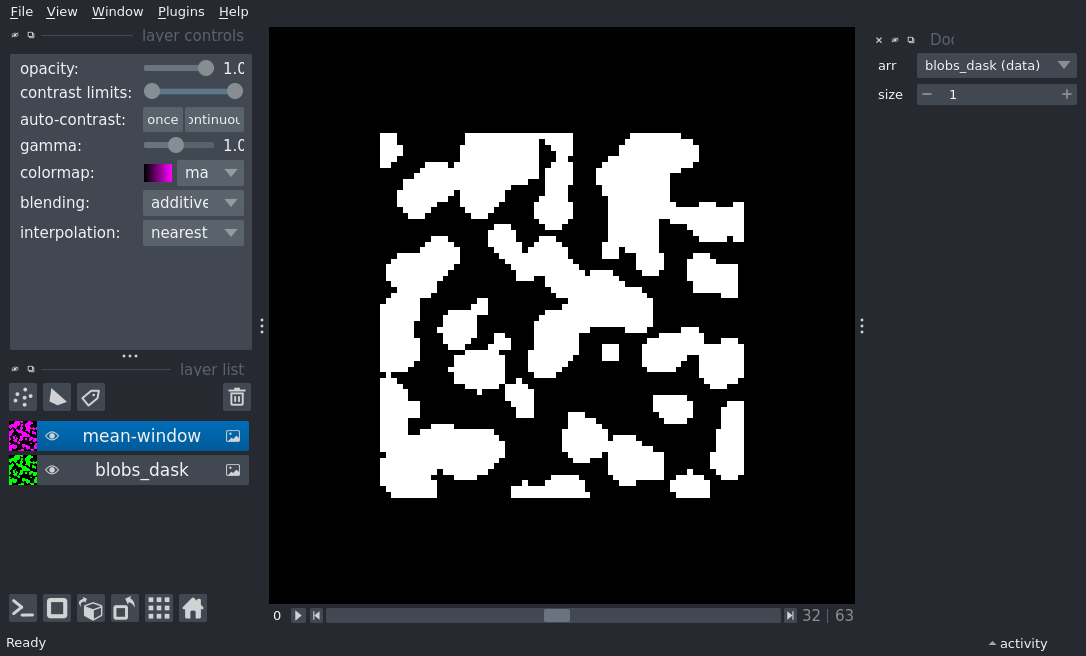 File View Window Plugins Help
layer controls
opacity: 1.0
contrast limits:
auto-contrast: once ontinuou
gamma: 1.0
colormap: ma
blending: additive
interpolation: nearest
layer list
mean-window
blobs_dask
0 32 | 63
Ready
Doc
arr blobs_dask (data)
size 1
activity